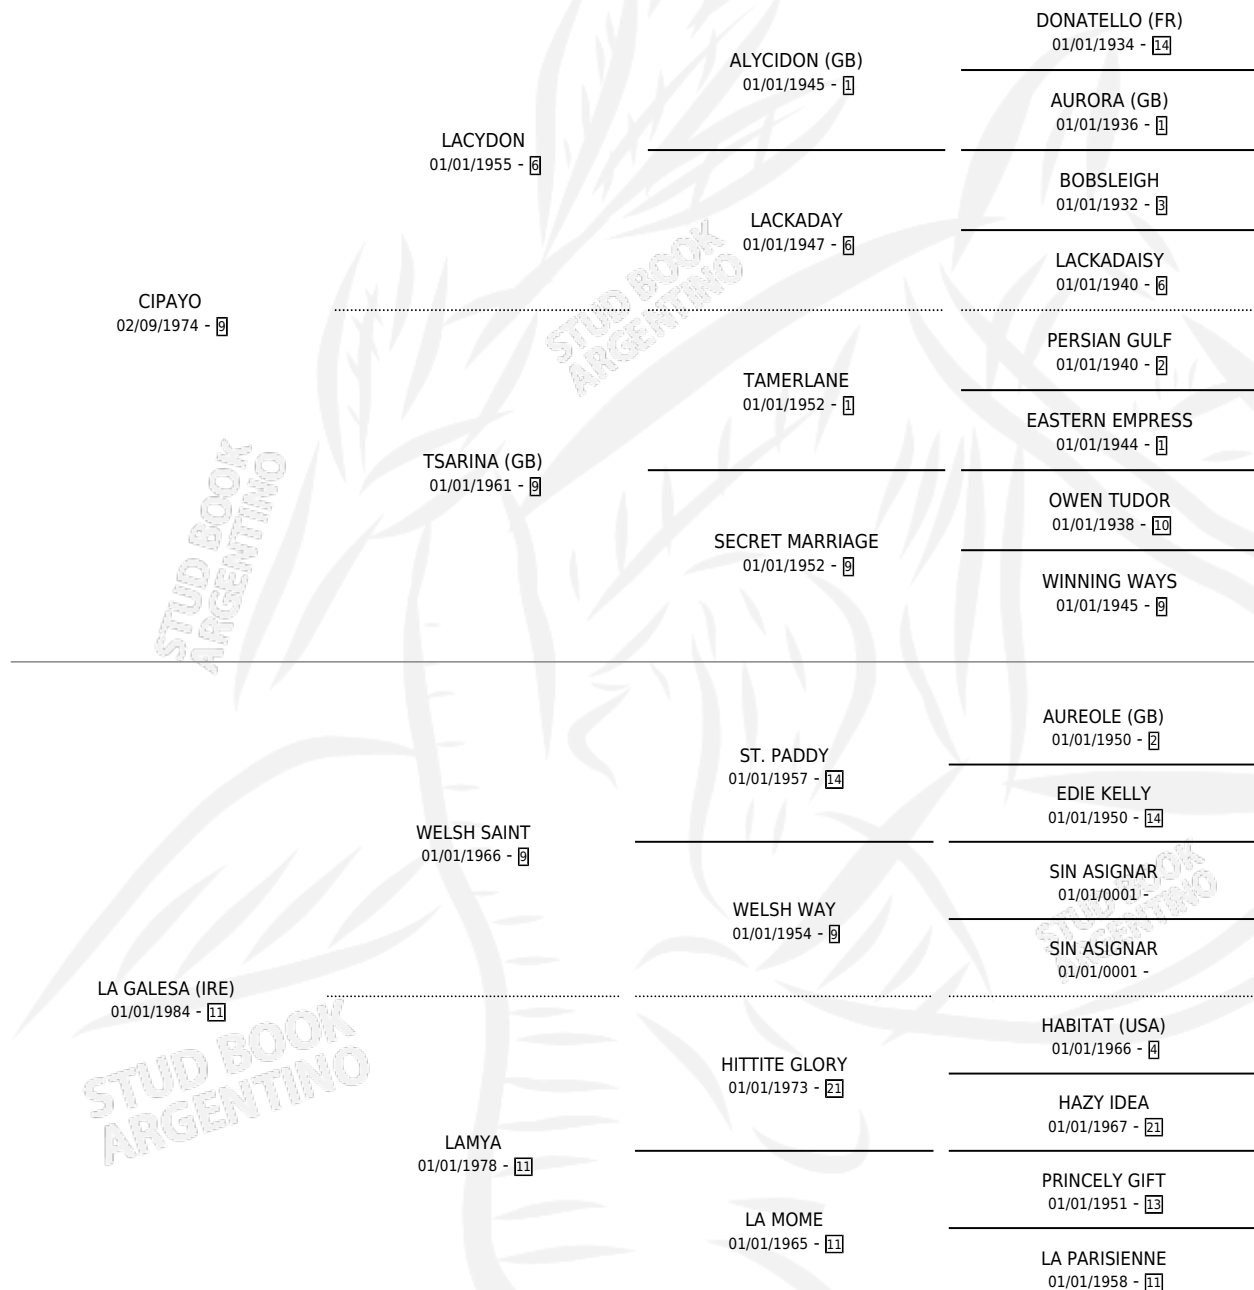 CIPAYO
02/09/1974 - 9
LACYDON
01/01/1955 - 6
ALYCIDON (GB)
01/01/1945 - 1
DONATELLO (FR)
01/01/1934 - 14
AURORA (GB)
01/01/1936 - 1
LACKADAY
01/01/1947 - 6
BOBSLEIGH
01/01/1932 - 3
LACKADAISY
01/01/1940 - 6
TSARINA (GB)
01/01/1961 - 9
TAMERLANE
01/01/1952 - 1
PERSIAN GULF
01/01/1940 - 2
EASTERN EMPRESS
01/01/1944 - 1
SECRET MARRIAGE
01/01/1952 - 9
OWEN TUDOR
01/01/1938 - 10
WINNING WAYS
01/01/1945 - 9
LA GALESA (IRE)
01/01/1984 - 11
WELSH SAINT
01/01/1966 - 9
ST. PADDY
01/01/1957 - 14
AUREOLE (GB)
01/01/1950 - 2
EDIE KELLY
01/01/1950 - 14
WELSH WAY
01/01/1954 - 9
SIN ASIGNAR
01/01/0001 -
SIN ASIGNAR
01/01/0001 -
LAMYA
01/01/1978 - 11
HITTITE GLORY
01/01/1973 - 21
HABITAT (USA)
01/01/1966 - 4
HAZY IDEA
01/01/1967 - 21
LA MOME
01/01/1965 - 11
PRINCELY GIFT
01/01/1951 - 13
LA PARISIENNE
01/01/1958 - 11
STUD BOOK
ARGENTINO
STUD BOOK
ARGENTINO
STUD BOOK
ARGENTINO
STUD BOOK
ARGENTINO